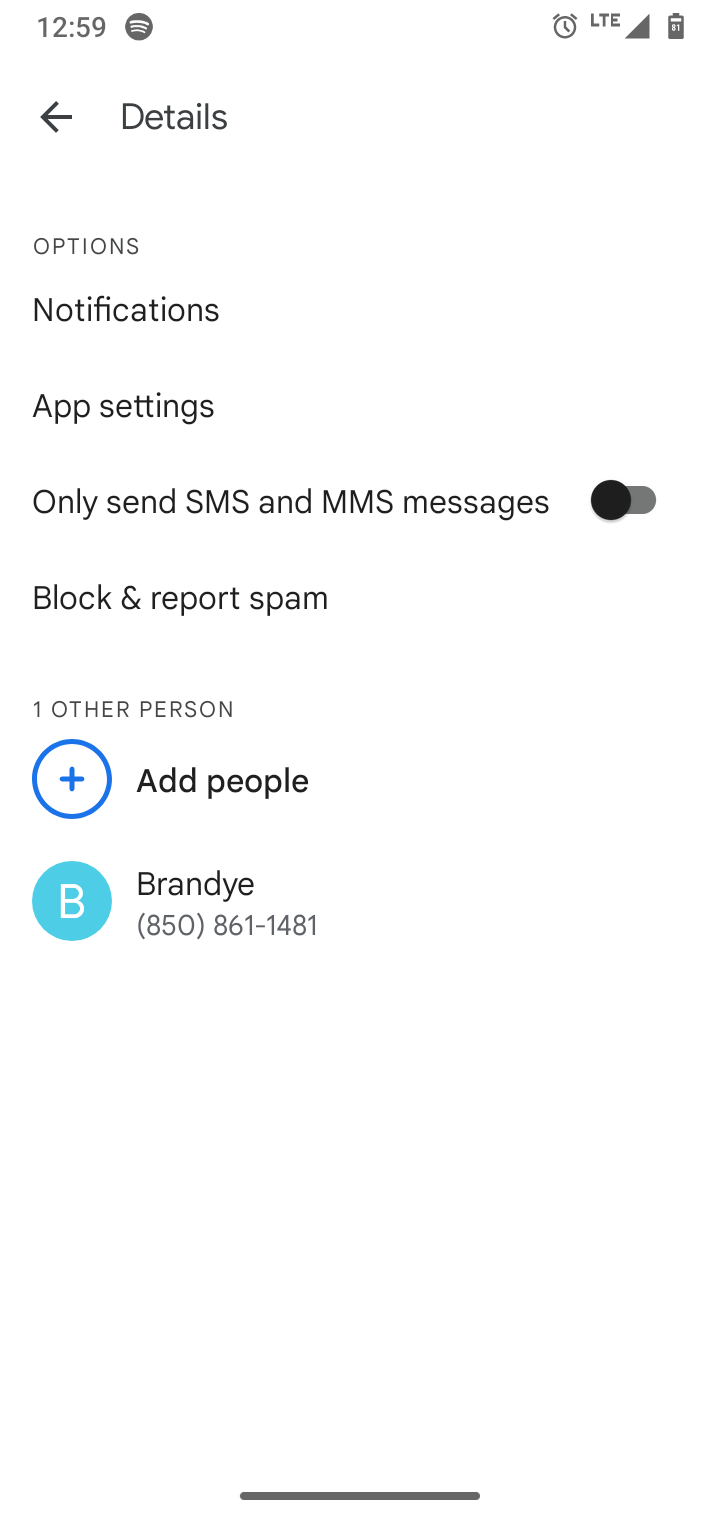 12:59
LTE
81
Details
OPTIONS
Notifications
App settings
Only send SMS and MMS messages
Block & report spam
1 OTHER PERSON
Add people
B
Brandye
(850) 861-1481